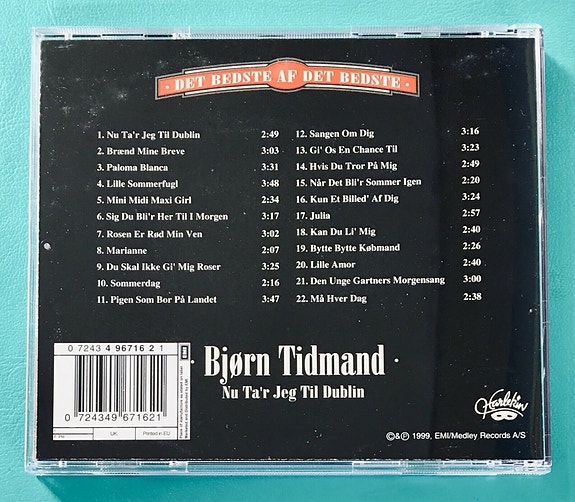 · DET BEDSTE AF DET BEDSTE ·
1. Nu Ta'r Jeg Til Dublin 2:49
2. Brænd Mine Breve 3:03
3. Paloma Blanca 3:31
4. Lille Sommerfugl 3:48
5. Mini Midi Maxi Girl 2:34
6. Sig Du Bli'r Her Til I Morgen 3:17
7. Rosen Er Rød Min Ven 3:02
8. Marianne 2:07
9. Du Skal Ikke Gi' Mig Roser 3:25
10. Sommerdag 2:16
11. Pigen Som Bor På Landet 3:47
12. Sangen Om Dig 3:16
13. Gi' Os En Chance Til 3:23
14. Hvis Du Tror På Mig 2:49
15. Når Det Bli'r Sommer Igen 2:20
16. Kun Et Billed' Af Dig 3:24
17. Julia 2:57
18. Kan Du Li' Mig 2:40
19. Bytte Bytte Købmand 2:26
20. Lille Amor 2:40
21. Den Unge Gartners Morgensang 3:00
22. Må Hver Dag 2:38
0 7243 4 96716 2 1
EMI
0 724349 671621
UK
Printed in EU
· Bjørn Tidmand ·
Nu Ta'r Jeg Til Dublin
Harlekin
©&℗ 1999, EMI/Medley Records A/S